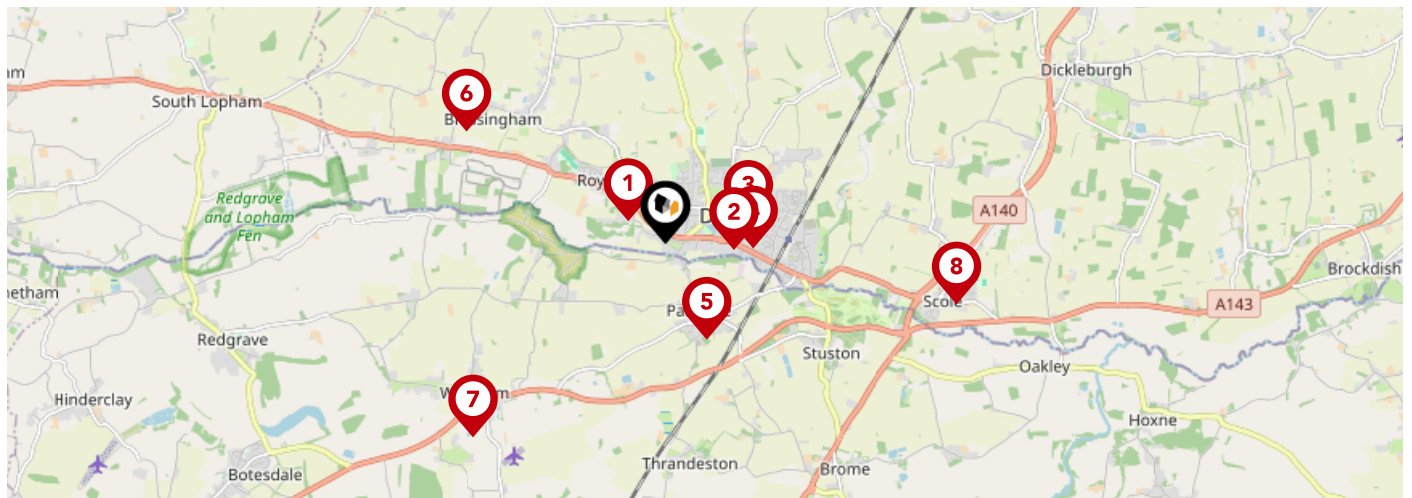 Dickleburgh
South Lopham
6
Roy
1
3
Redgrave
and Lopham
Fen
2
A140
8
Brockdish
5
Scole
A143
Redgrave
Stuston
Oakley
7
Hinderclay
Hoxne
Botesdale
Thrandeston
Brome